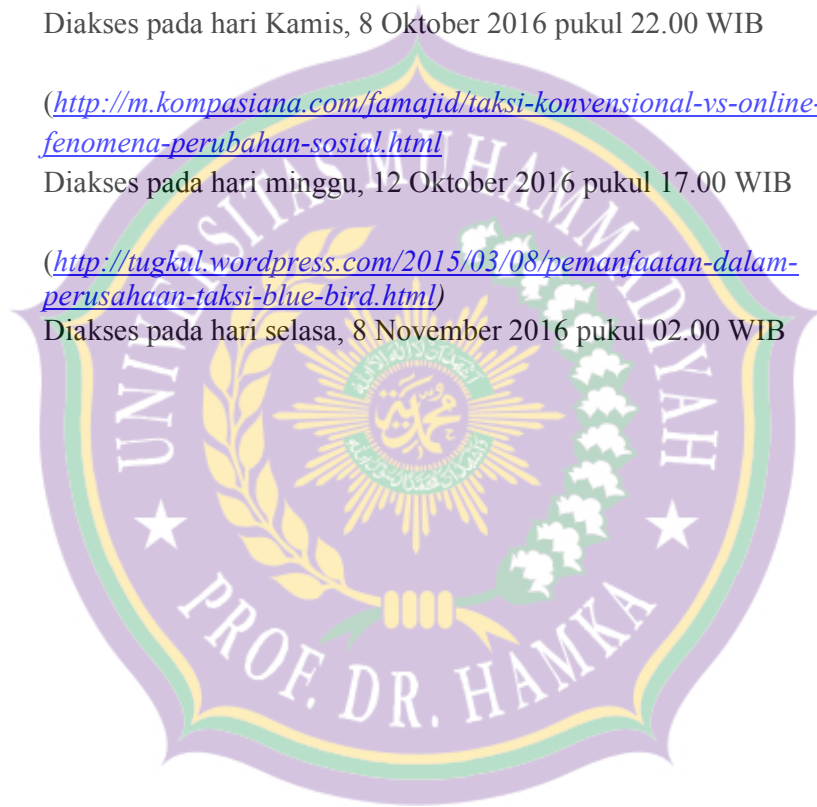 Diakses pada hari Kamis, 8 Oktober 2016 pukul 22.00 WIB
(http://m.kompasiana.com/famajid/taksi-konvensional-vs-online-
fenomena-perubahan-sosial.html
Diakses pada hari minggu, 12 Oktober 2016 pukul 17.00 WIB
(http://tugkul.wordpress.com/2015/03/08/pemanfaatan-dalam-
perusahaan-taksi-blue-bird.html)
Diakses pada hari selasa, 8 November 2016 pukul 02.00 WIB
UNIVERSITAS MUHAMMADIYAH
محمدية
PROF. DR. HAMKA